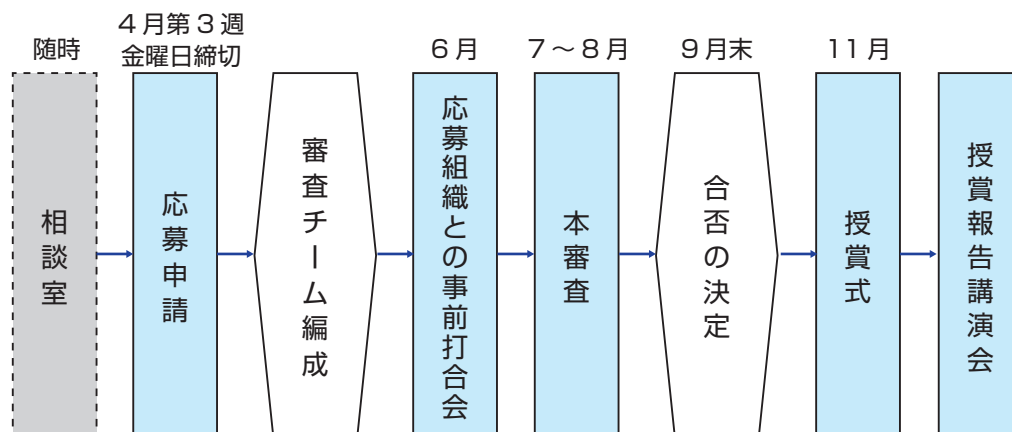 随時
相談室
4月第3週
金曜日締切
応募申請
審査チーム編成
6月
応募組織との事前打合会
7~8月
本審査
9月末
合否の決定
11月
授賞式
授賞報告講演会